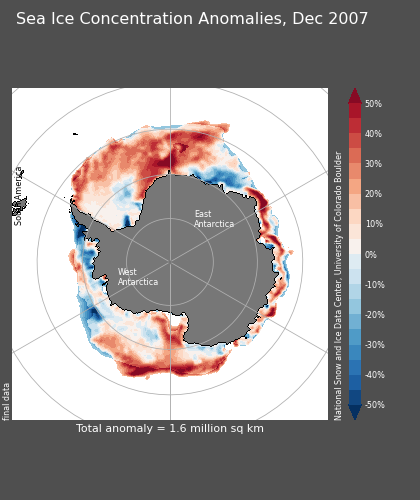 Sea Ice Concentration Anomalies, Dec 2007
South America
East
Antarctica
West
Antarctica
final data
National Snow and Ice Data Center, University of Colorado Boulder
50%
40%
30%
20%
10%
0%
-10%
-20%
-30%
-40%
-50%
Total anomaly = 1.6 million sq km